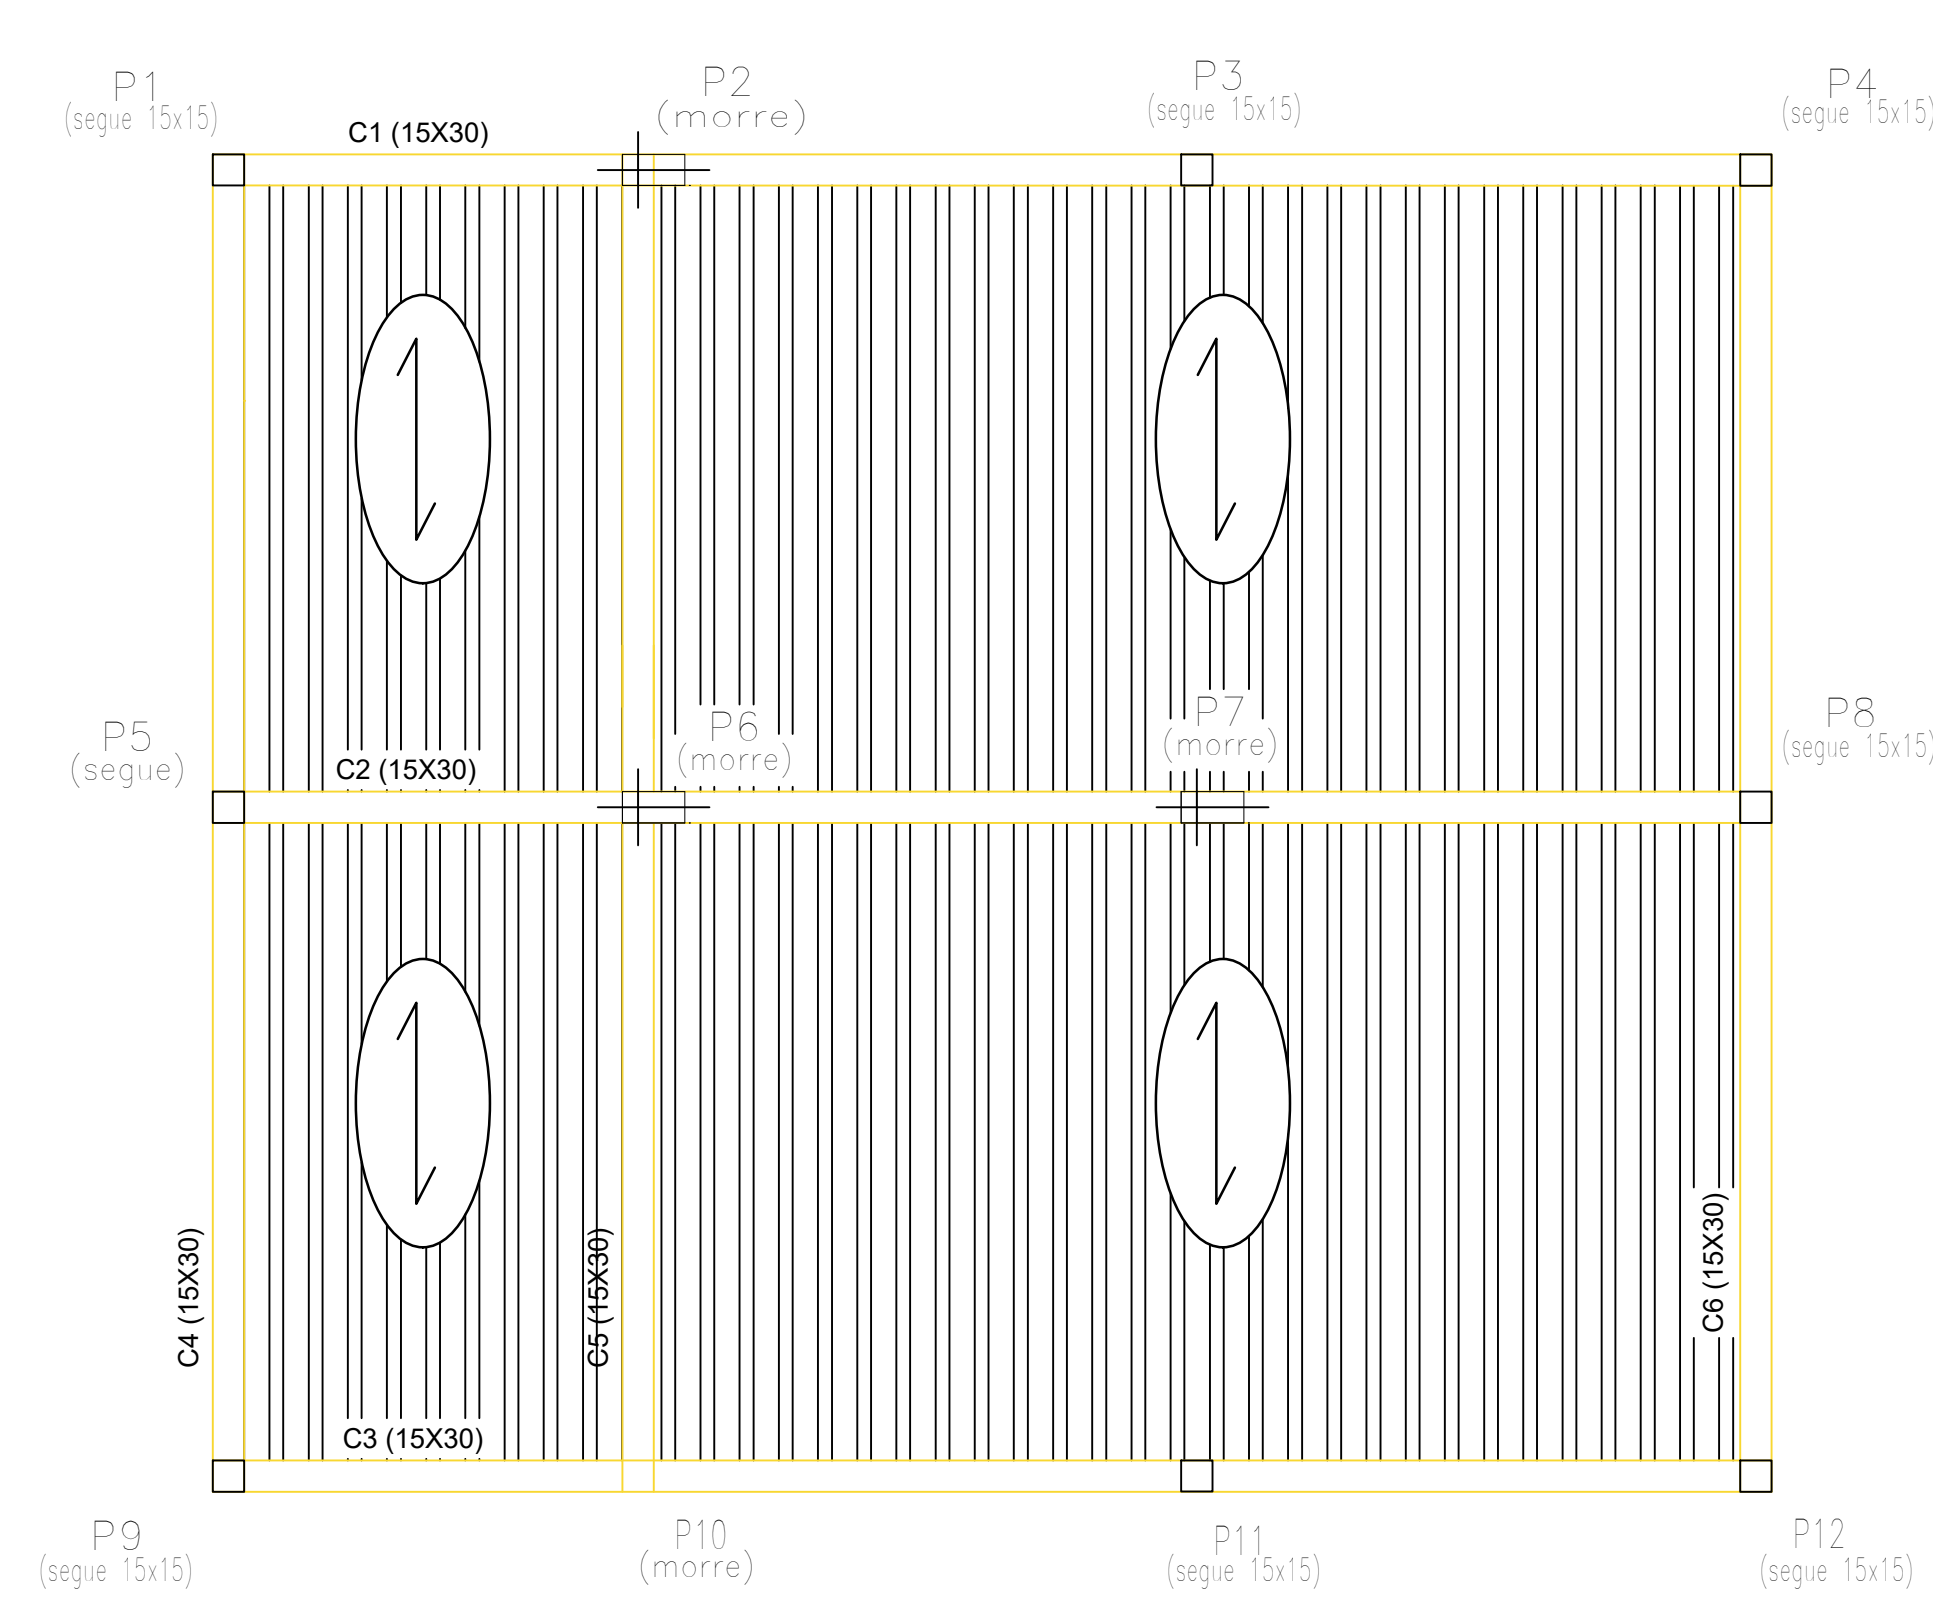 P1
(segue 15x15)
C1 (15X30)
P2
(morre)
P3
(segue 15x15)
P4
(segue 15x15)
P5
(segue)
C2 (15X30)
P6
(morre)
P7
(morre)
P8
(segue 15x15)
C4 (15X30)
C5 (15X30)
C6 (15X30)
C3 (15X30)
P9
(segue 15x15)
P10
(morre)
P11
(segue 15x15)
P12
(segue 15x15)